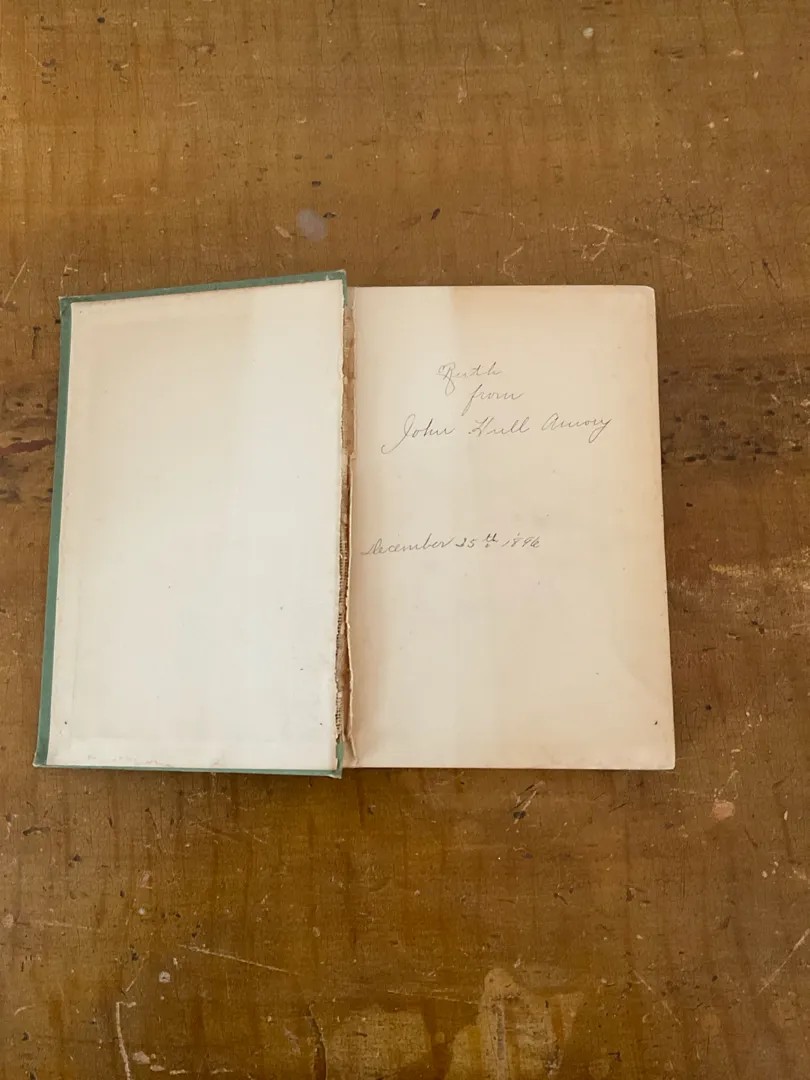 Ruth
from
John Hull Amory
December 25th 1896